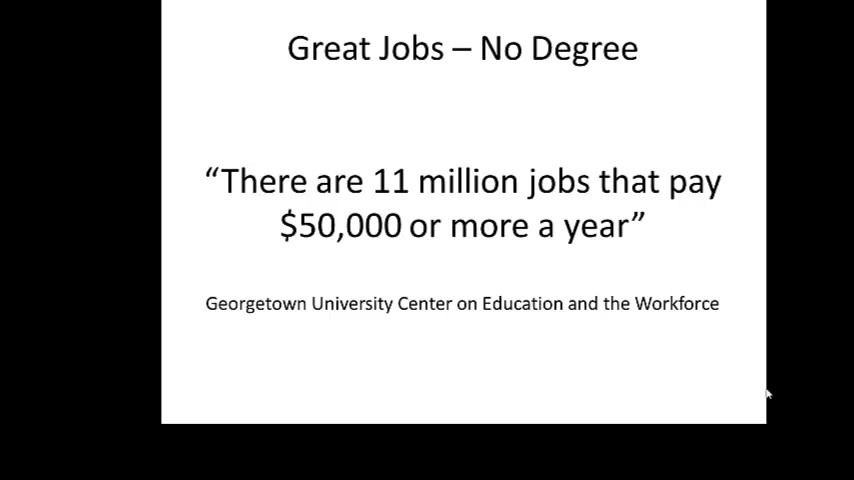 Great Jobs – No Degree
“There are 11 million jobs that pay
$50,000 or more a year”
Georgetown University Center on Education and the Workforce